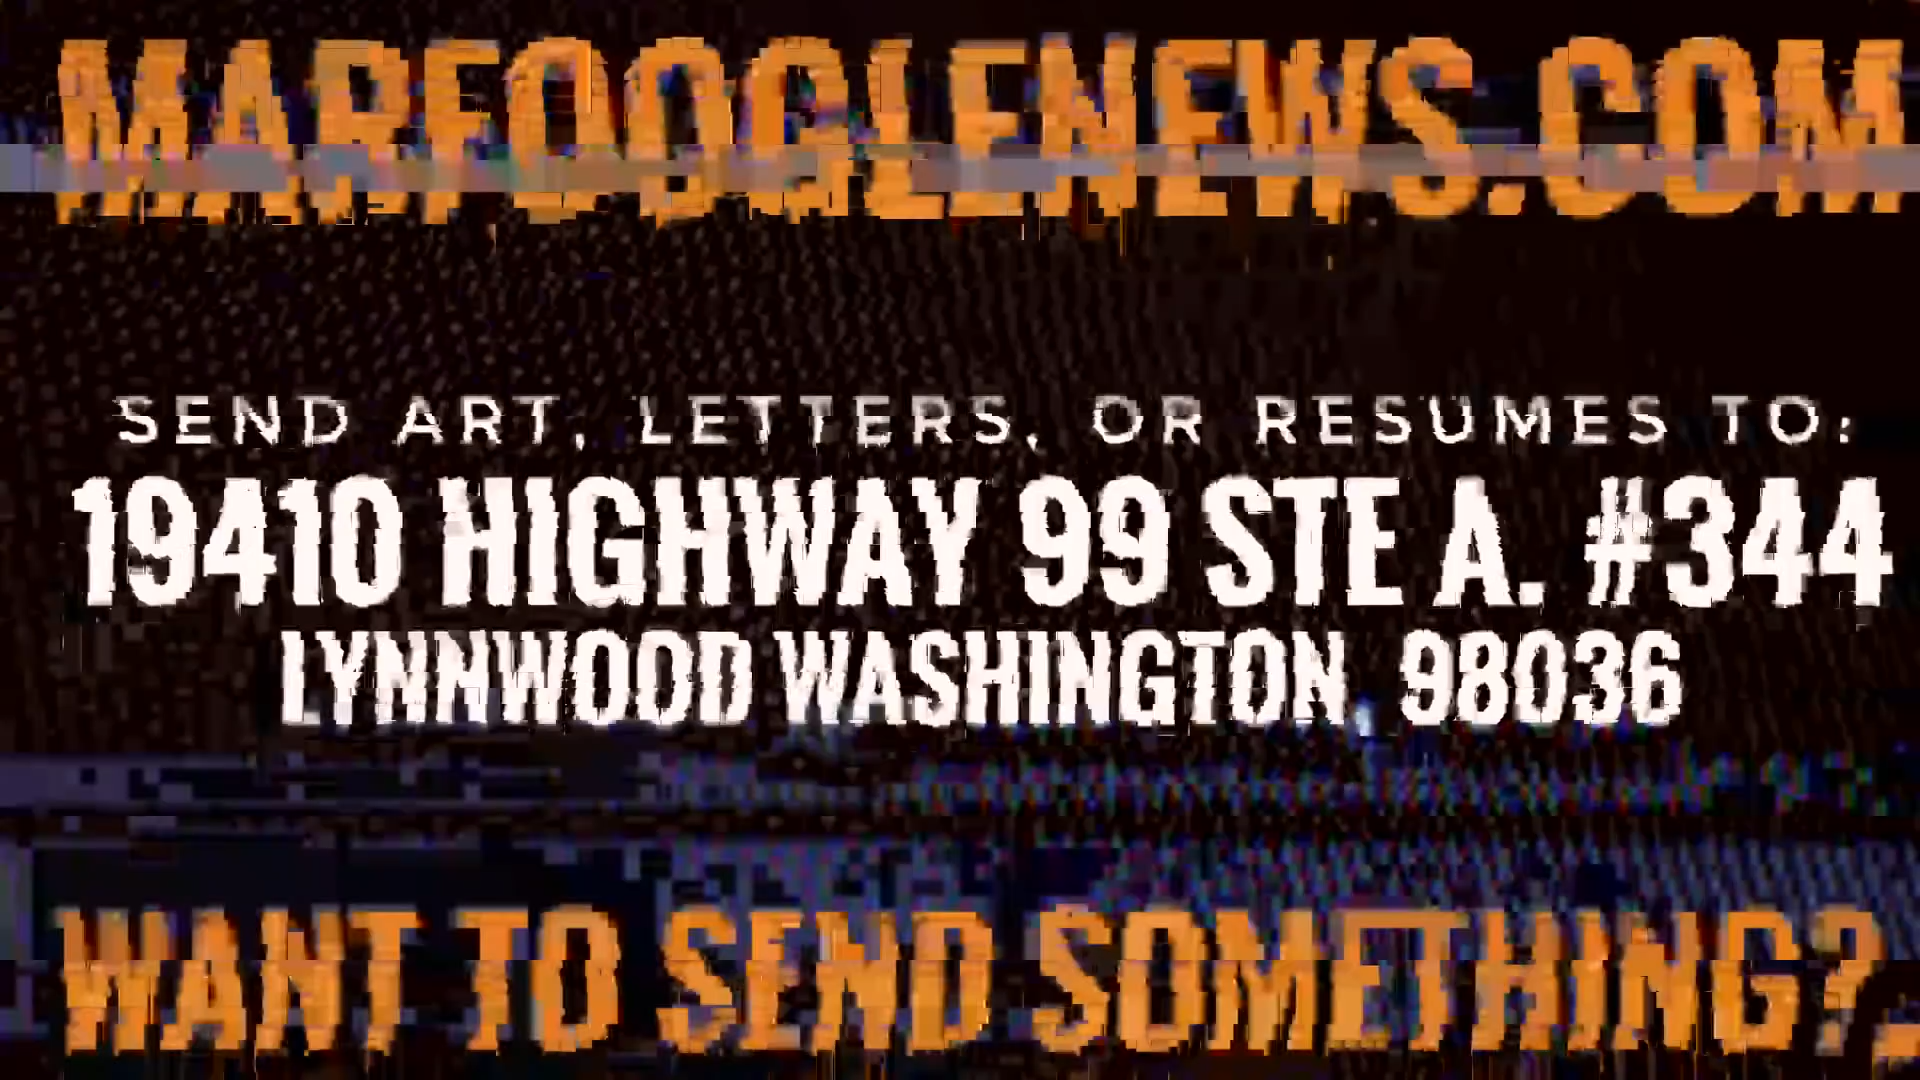 MARFOOGLENEWS.COM
SEND ART, LETTERS, OR RESUMES TO:
19410 HIGHWAY 99 STE A. #344
LYNNWOOD WASHINGTON, 98036
WANT TO SEND SOMETHING?